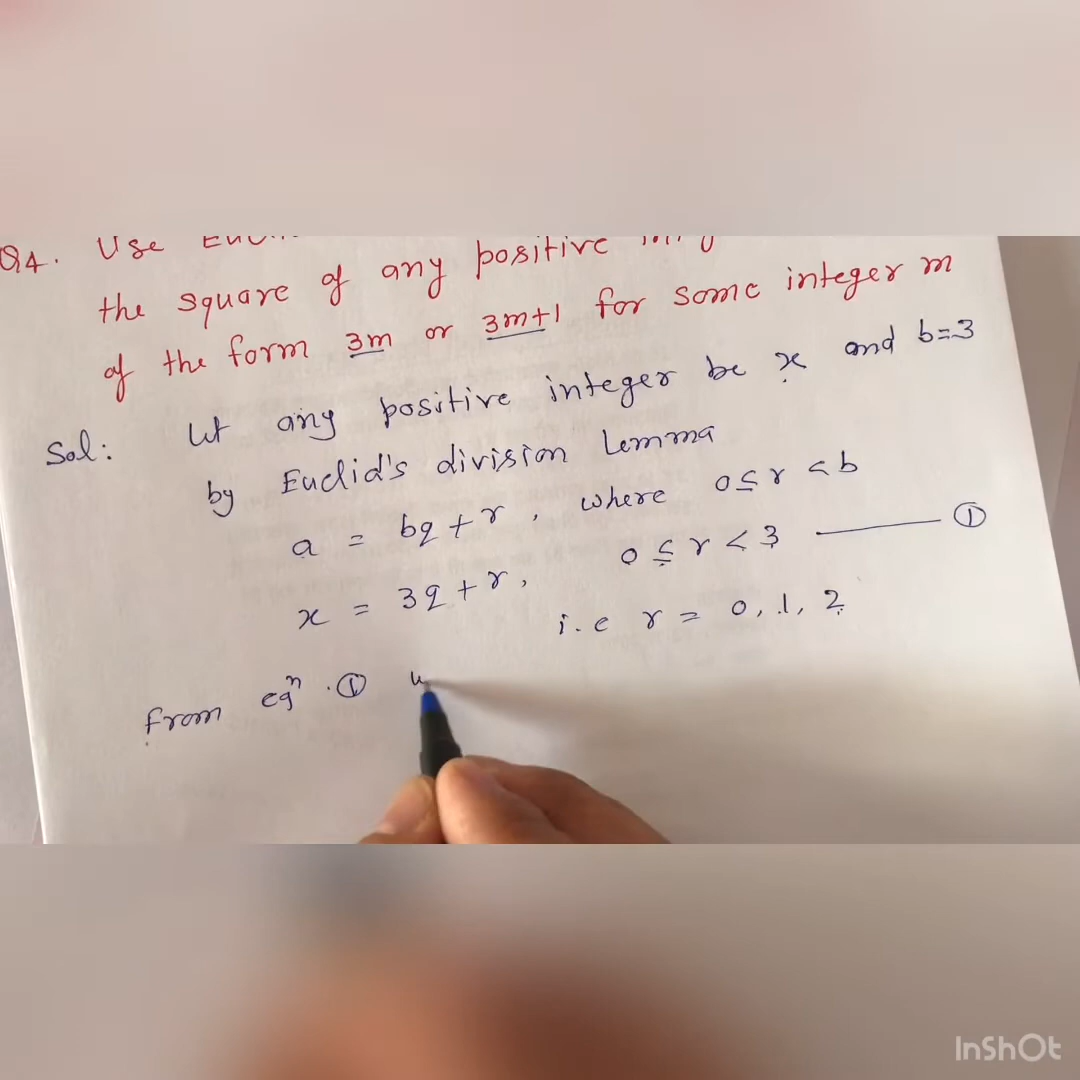 Q4. Use
the square of any positive
of the form 3m or 3m+1 for some integer m
Sol: Let any positive integer be x and b=3
by Euclid's division Lemma
a = bq + r, where 0 ≤ r < b
x = 3q + r, 0 ≤ r < 3 ——— ①
i.e r = 0, 1, 2
from eqⁿ . ①
InShOt